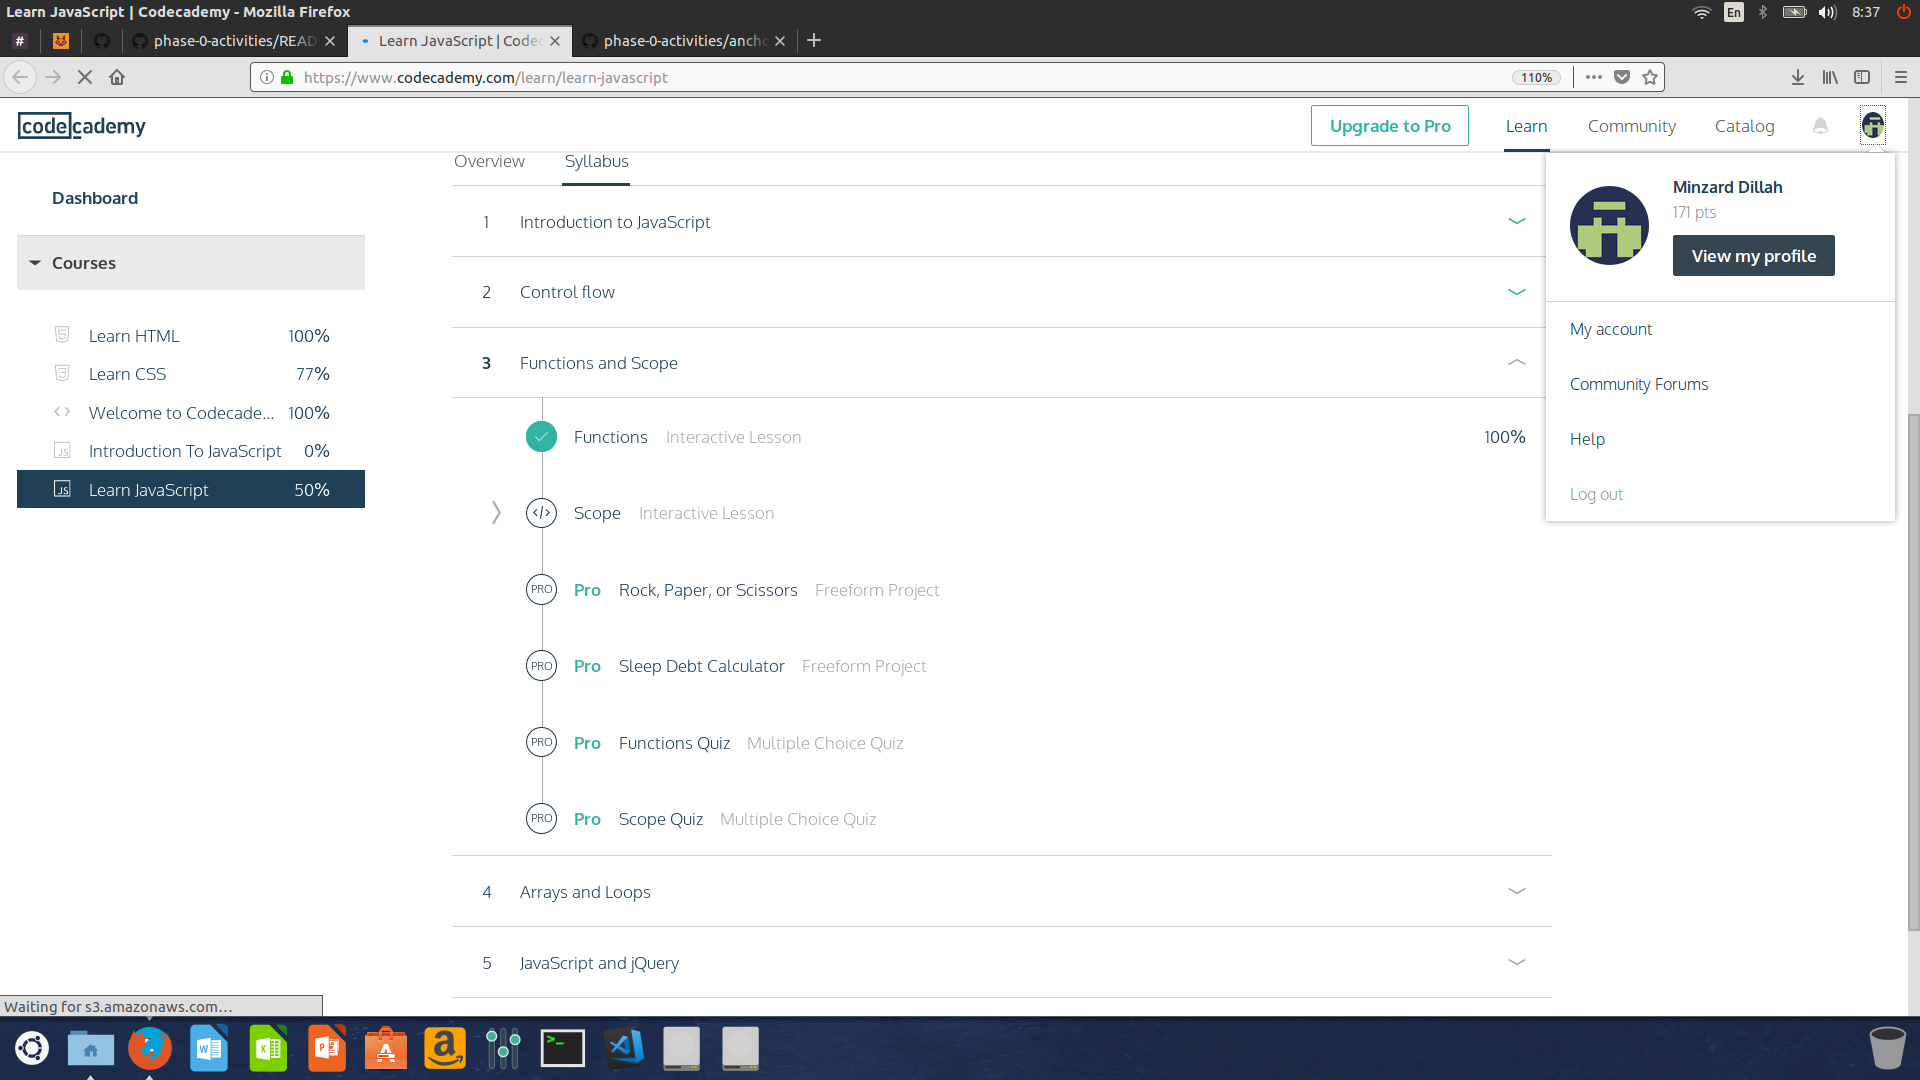 Learn JavaScript | Codecademy - Mozilla Firefox
En
8:37
#
phase-0-activities/READ
Learn JavaScript | Codec
phase-0-activities/ancho
https://www.codecademy.com/learn/learn-javascript
110%
codecademy
Upgrade to Pro
Learn
Community
Catalog
Overview
Syllabus
Minzard Dillah
171 pts
View my profile
My account
Community Forums
Help
Log out
Dashboard
Courses
Learn HTML 100%
Learn CSS 77%
Welcome to Codecade... 100%
JS Introduction To JavaScript 0%
JS Learn JavaScript 50%
1 Introduction to JavaScript
2 Control flow
3 Functions and Scope
Functions Interactive Lesson 100%
</> Scope Interactive Lesson
PRO Pro Rock, Paper, or Scissors Freeform Project
PRO Pro Sleep Debt Calculator Freeform Project
PRO Pro Functions Quiz Multiple Choice Quiz
PRO Pro Scope Quiz Multiple Choice Quiz
4 Arrays and Loops
5 JavaScript and jQuery
Waiting for s3.amazonaws.com...